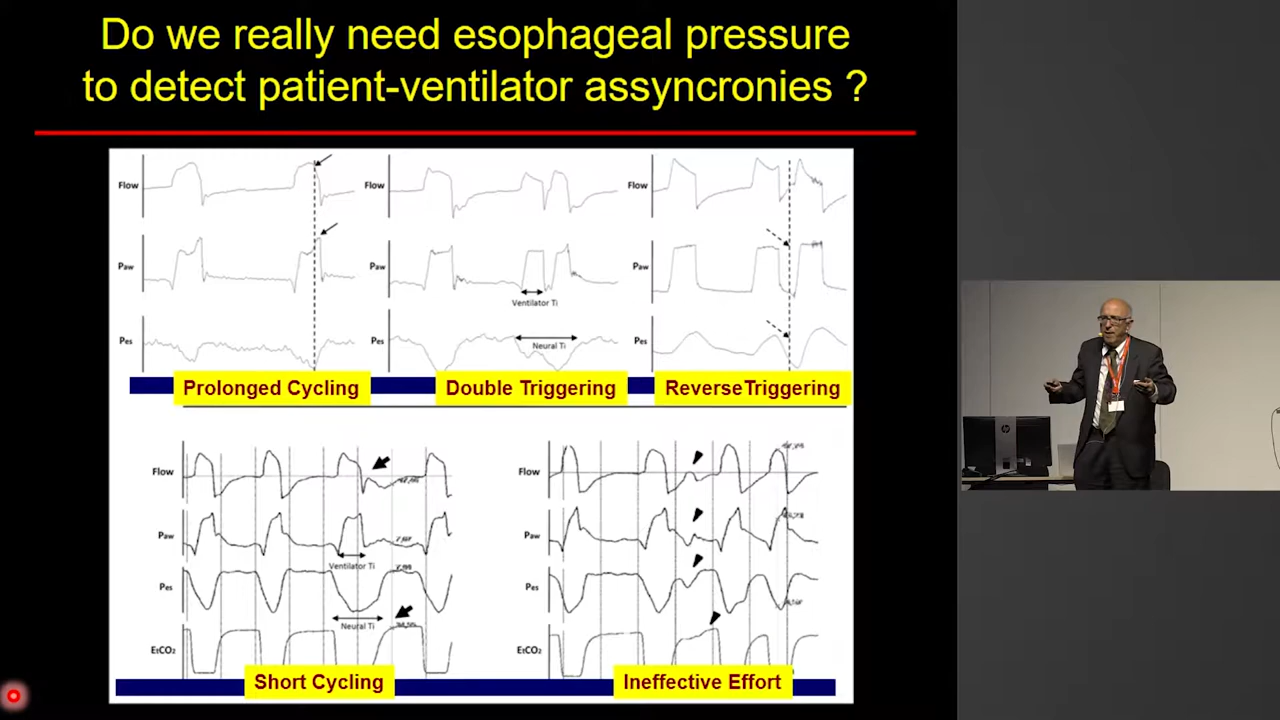 Do we really need esophageal pressure
to detect patient-ventilator assyncronies ?
Flow
Flow
Flow
Paw
Paw
Paw
Ventilator Ti
Pes
Pes
Pes
Neural Ti
Prolonged Cycling
Double Triggering
ReverseTriggering
Flow
Flow
Paw
Paw
Ventilator Ti
Pes
Pes
Neural Ti
EtCO2
EtCO2
Short Cycling
Ineffective Effort
hp